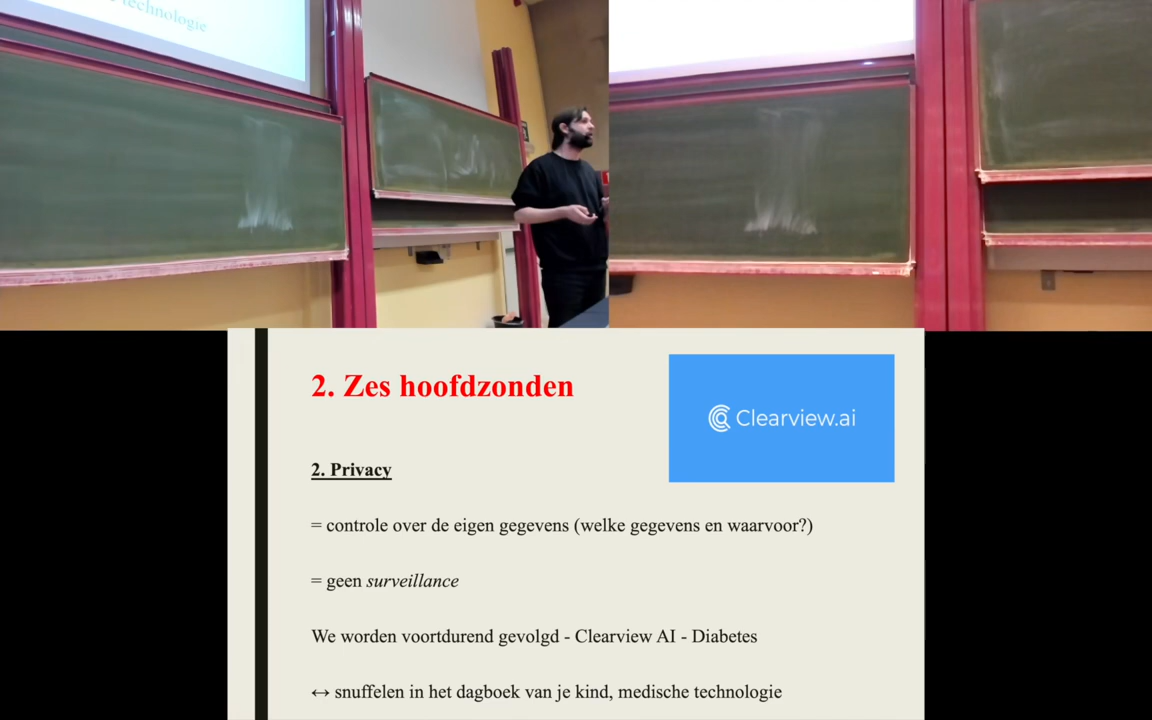 technologie
2. Zes hoofdzonden
Clearview.ai
2. Privacy
= controle over de eigen gegevens (welke gegevens en waarvoor?)
= geen surveillance
We worden voortdurend gevolgd - Clearview AI - Diabetes
↔ snuffelen in het dagboek van je kind, medische technologie